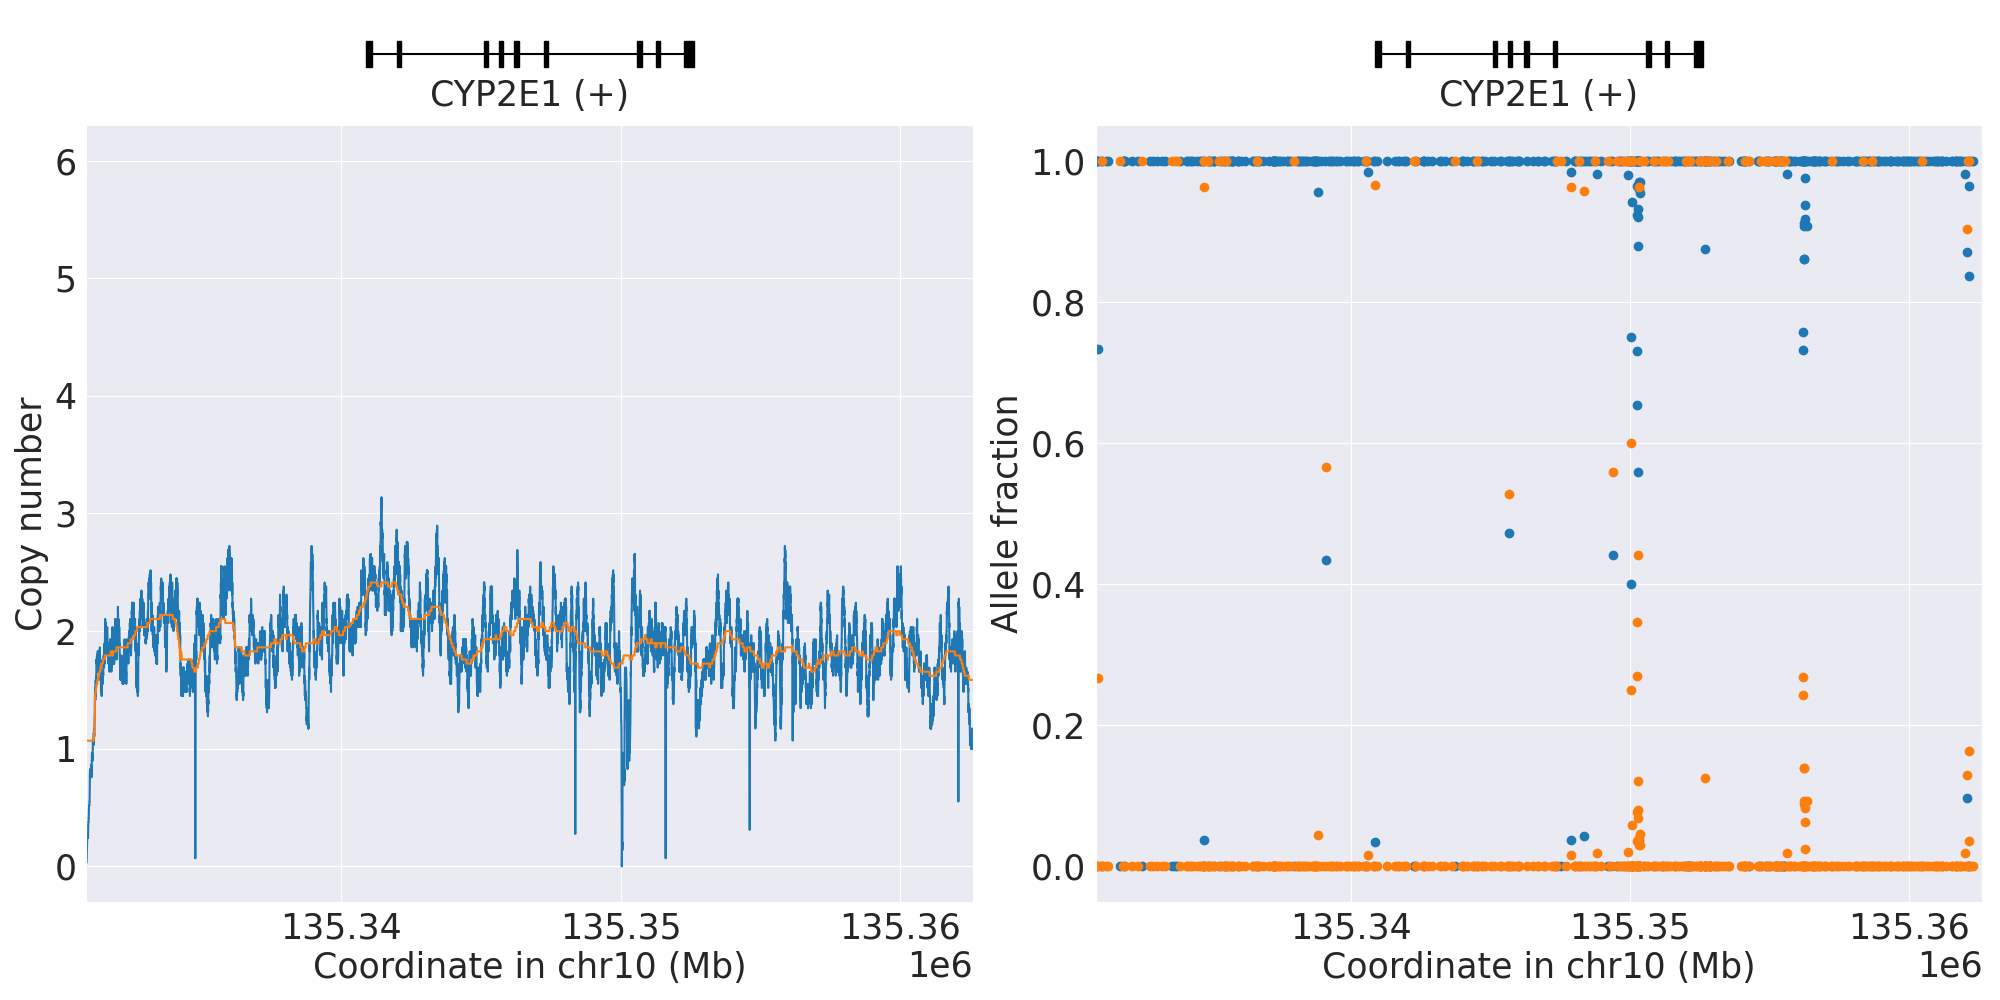 CYP2E1 (+)
6
5
4
3
2
1
0
Copy number
135.34 135.35 135.36
Coordinate in chr10 (Mb)
1e6
CYP2E1 (+)
1.0
0.8
0.6
0.4
0.2
0.0
Allele fraction
135.34 135.35 135.36
Coordinate in chr10 (Mb)
1e6